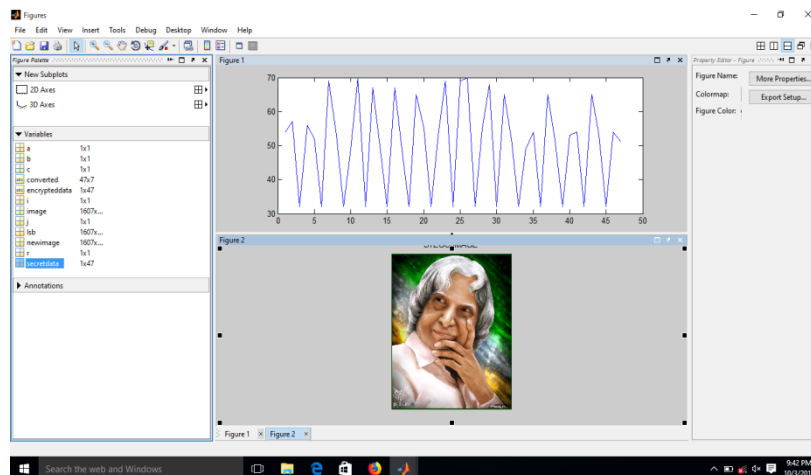 Figures
File Edit View Insert Tools Debug Desktop Window Help
Figure Palette
New Subplots
2D Axes
3D Axes
Variables
a 1x1
b 1x1
c 1x1
converted 47x7
encrypteddata 1x47
i 1x1
image 1607x...
j 1x1
lsb 1607x...
newimage 1607x...
r 1x1
secretdata 1x47
Annotations
Figure 1
70
60
50
40
30
0 5 10 15 20 25 30 35 40 45 50
Figure 2
STEGO IMAGE
Figure 1 Figure 2
Property Editor - Figure
Figure Name: More Properties...
Colormap: Export Setup...
Figure Color:
Search the web and Windows
9:42 PM